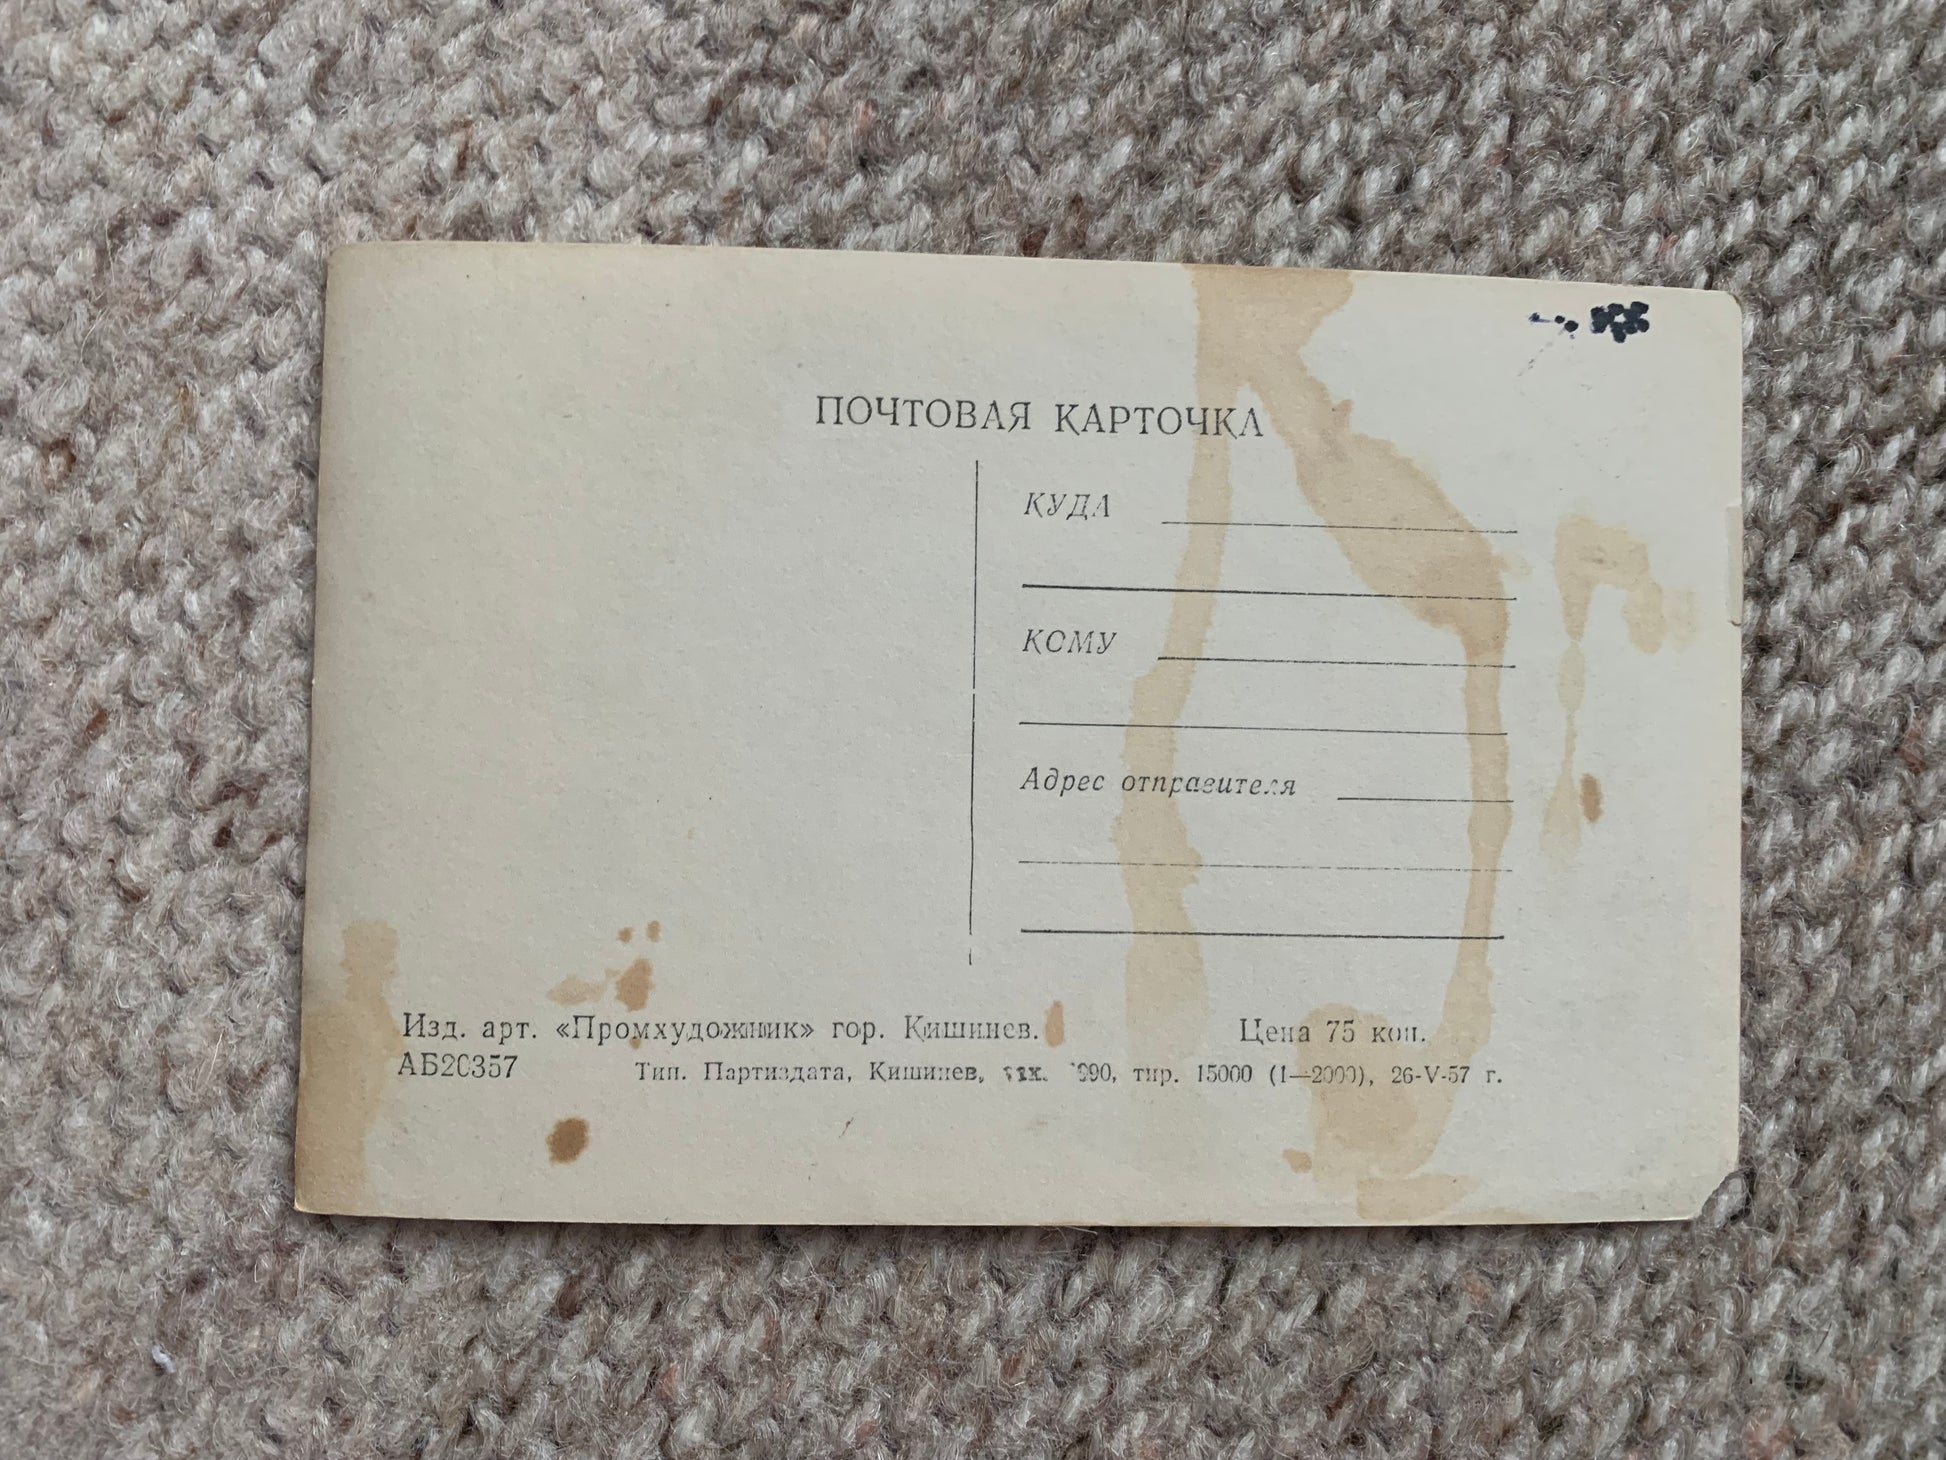 ПОЧТОВАЯ КАРТОЧКА
КУДА
КОМУ
Адрес отправителя
Изд. арт. «Промхудожник» гор. Кишинев.
Цена 75 коп.
АБ20357
Тип. Партиздата, Кишинев, тир. 15000 (1—2000), 26-V-57 г.